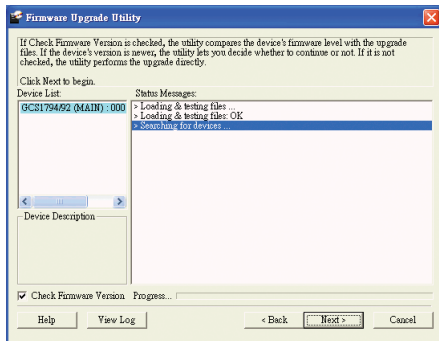 Firmware Upgrade Utility
If Check Firmware Version is checked, the utility compares the device's firmware level with the upgrade
files. If the device's version is newer, the utility lets you decide whether to continue or not. If it is not
checked, the utility performs the upgrade directly.
Click Next to begin.
Device List: Status Messages:
GCS1794/92 (MAIN) : 000 > Loading & testing files ...
> Loading & testing files: OK
> Searching for devices ...
Device Description
Check Firmware Version Progress...
Help View Log < Back Next > Cancel